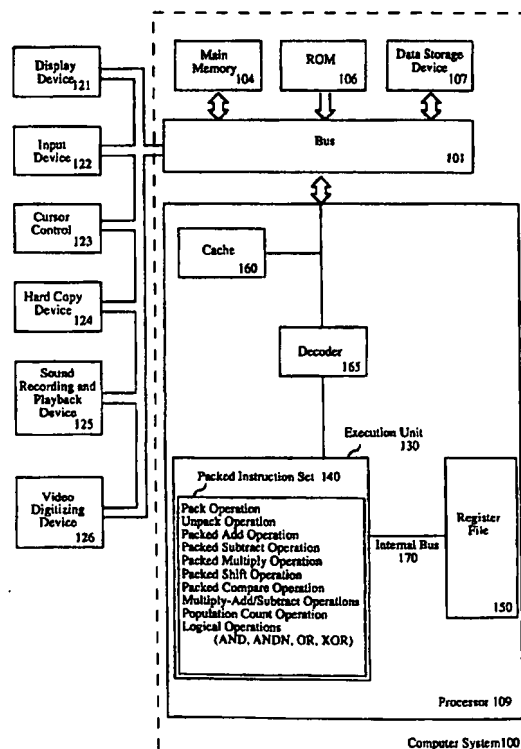 Display
Device
121
Input
Device
122
Cursor
Control
123
Hard Copy
Device
124
Sound
Recording and
Playback
Device
125
Video
Digitizing
Device
126
Main
Memory
104
ROM
106
Data Storage
Device
107
Bus
101
Cache
160
Decoder
165
Execution Unit
130
Packed Instruction Set 140
Pack Operation
Unpack Operation
Packed Add Operation
Packed Subtract Operation
Packed Multiply Operation
Packed Shift Operation
Packed Compare Operation
Multiply-Add/Subtract Operations
Population Count Operation
Logical Operations
(AND, ANDN, OR, XOR)
Internal Bus
170
Register
File
150
Processor 109
Computer System100